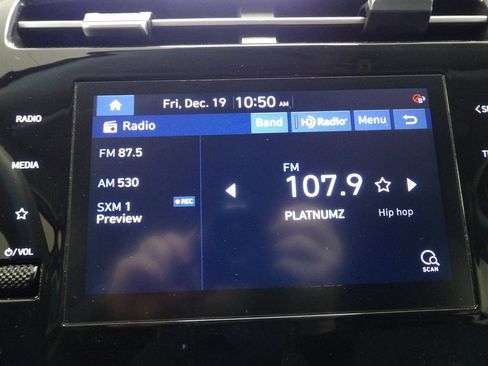 Fri, Dec. 19 10:50 AM
RADIO
Radio
Band
HD Radio
Menu
FM 87.5
AM 530
SXM 1
Preview
REC
FM
107.9
PLATNUMZ
Hip hop
SCAN
MEDIA
/VOL